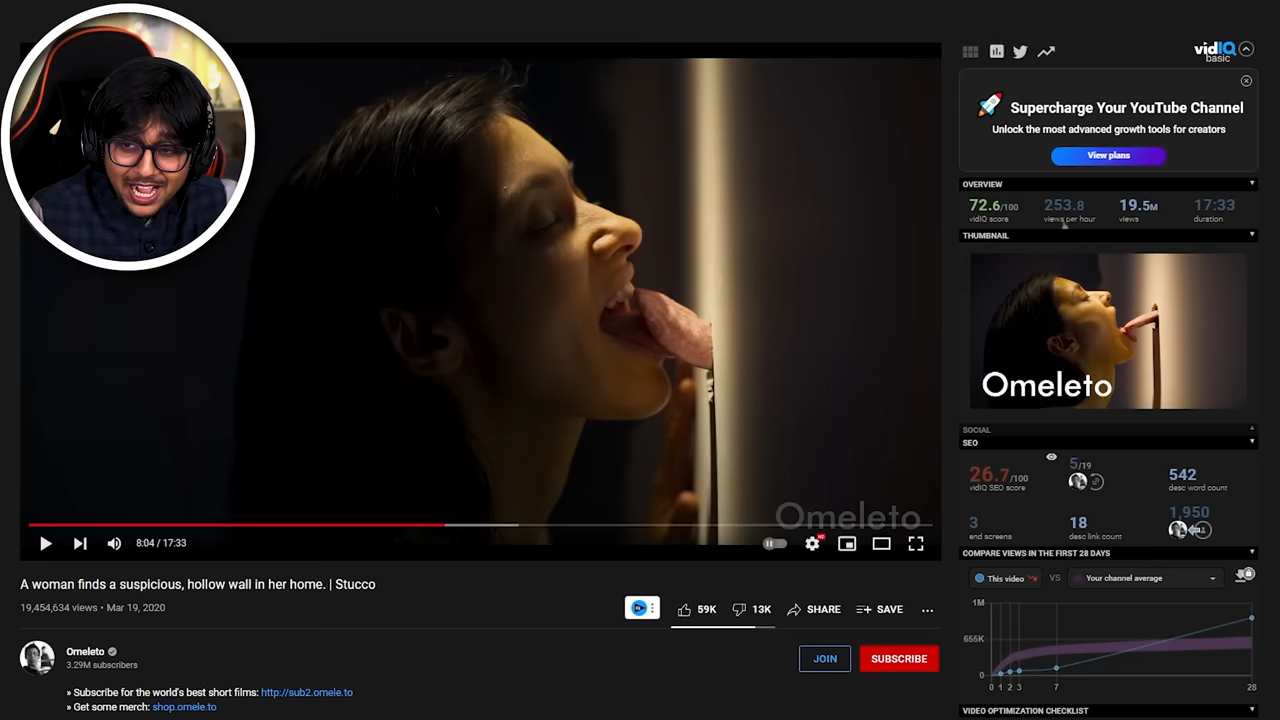 vidIQ
basic
Supercharge Your YouTube Channel
Unlock the most advanced growth tools for creators
View plans
OVERVIEW
72.6/100 253.8 19.5M 17:33
vidIQ score views per hour views duration
THUMBNAIL
Omeleto
SOCIAL
SEO
26.7/100 5/19 542
vidIQ SEO score desc word count
3 18 1,950
end screens desc link count
COMPARE VIEWS IN THE FIRST 28 DAYS
This video VS Your channel average
1M
655K
0
0 1 2 3 7 28
VIDEO OPTIMIZATION CHECKLIST
Omeleto
8:04 / 17:33
A woman finds a suspicious, hollow wall in her home. | Stucco
19,454,634 views • Mar 19, 2020
59K 13K SHARE SAVE
Omeleto
3.29M subscribers
JOIN SUBSCRIBE
» Subscribe for the world's best short films: http://sub2.omele.to
» Get some merch: shop.omele.to